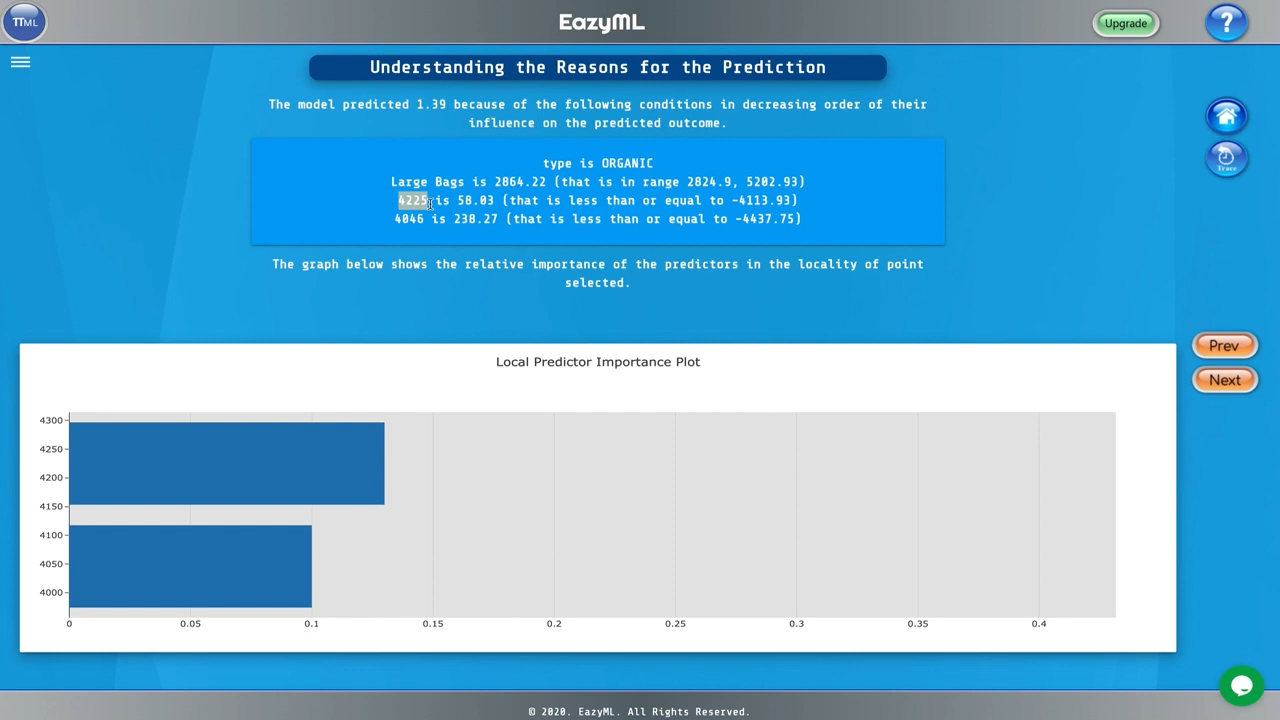 TTML
EazyML
Upgrade
?
Understanding the Reasons for the Prediction
The model predicted 1.39 because of the following conditions in decreasing order of their
influence on the predicted outcome.
type is ORGANIC
Large Bags is 2864.22 (that is in range 2824.9, 5202.93)
4225 is 58.03 (that is less than or equal to -4113.93)
4046 is 238.27 (that is less than or equal to -4437.75)
Trace
The graph below shows the relative importance of the predictors in the locality of point
selected.
Prev
Next
Local Predictor Importance Plot
4300
4250
4200
4150
4100
4050
4000
0 0.05 0.1 0.15 0.2 0.25 0.3 0.35 0.4
© 2020. EazyML. All Rights Reserved.